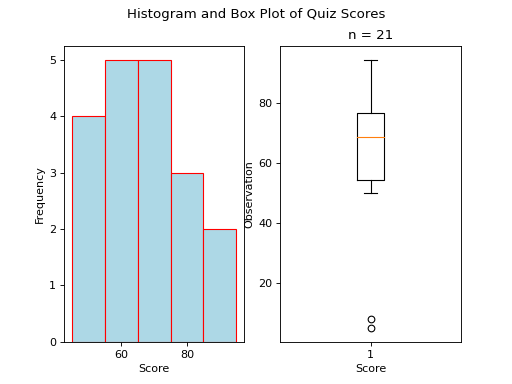 Histogram and Box Plot of Quiz Scores
n = 21
5
4
3
2
1
0
Frequency
60 80
Score
80
60
40
20
Observation
1
Score